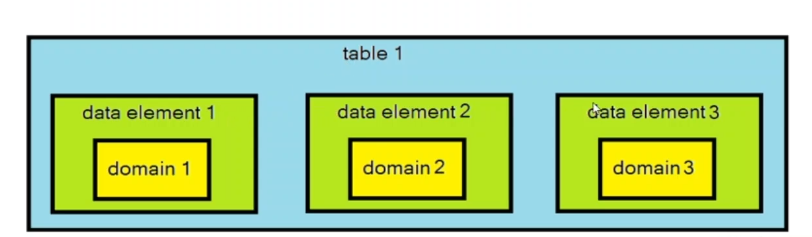 table 1
data element 1
data element 2
data element 3
domain 1
domain 2
domain 3